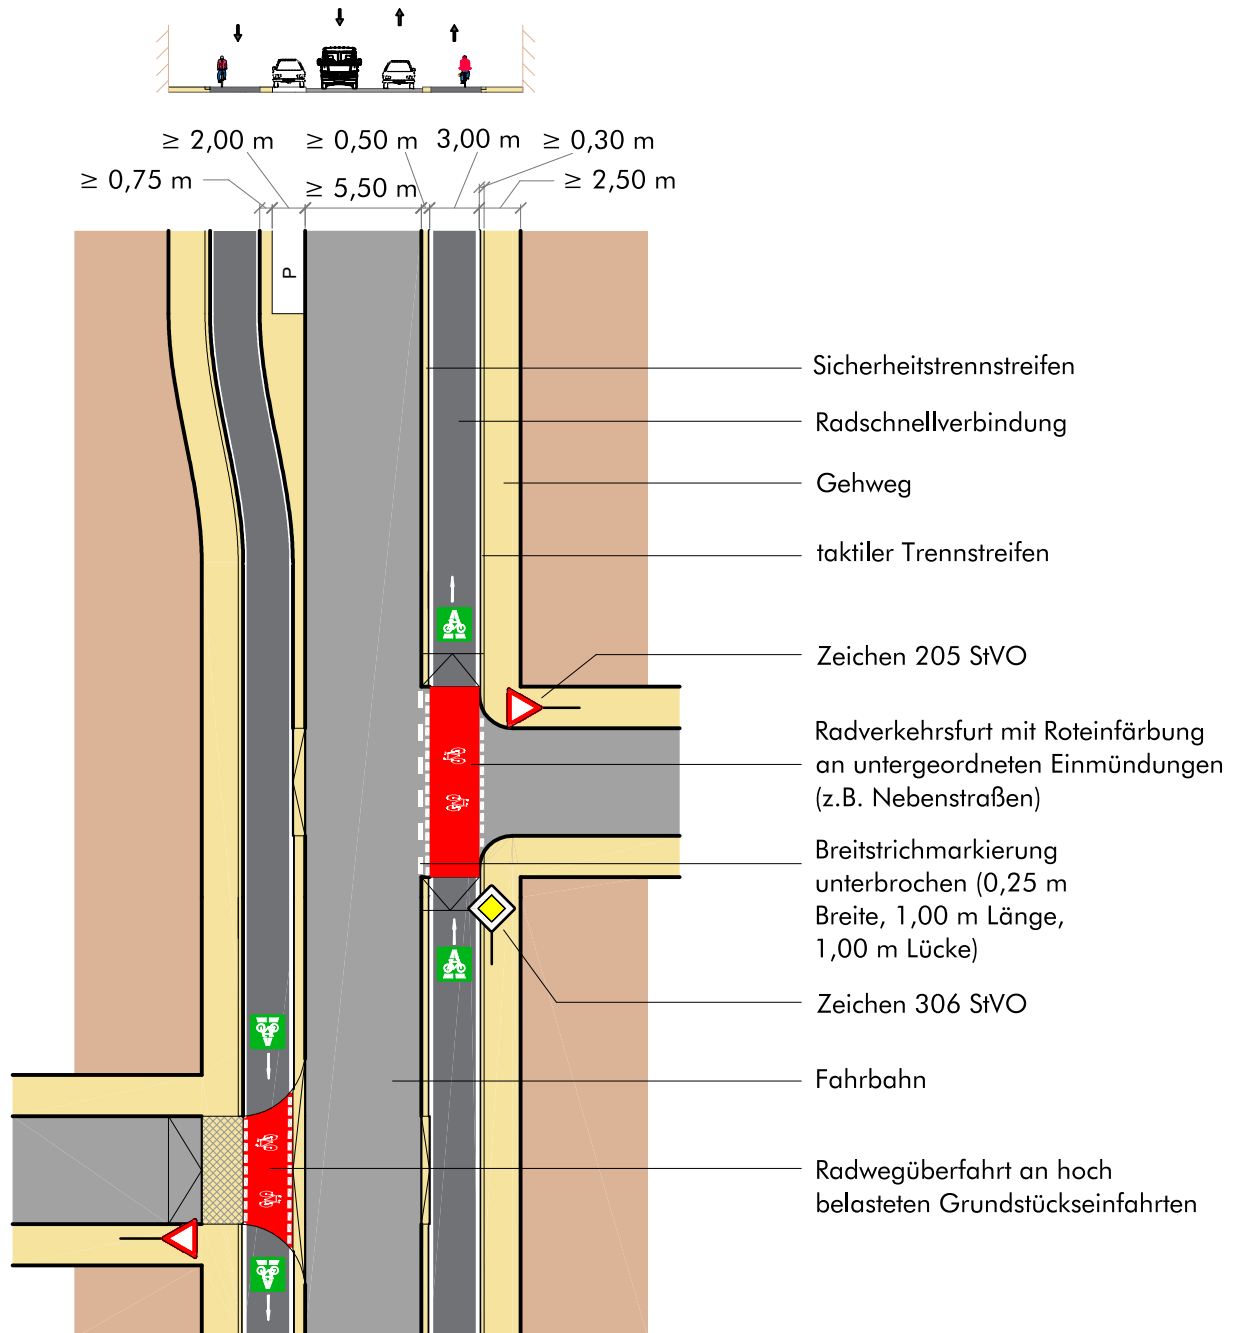 ≥ 2,00 m ≥ 0,50 m 3,00 m ≥ 0,30 m
≥ 0,75 m ≥ 5,50 m ≥ 2,50 m
P
Sicherheitstrennstreifen
Radschnellverbindung
Gehweg
taktiler Trennstreifen
Zeichen 205 StVO
Radverkehrsfurt mit Roteinfärbung
an untergeordneten Einmündungen
(z.B. Nebenstraßen)
Breitstrichmarkierung
unterbrochen (0,25 m
Breite, 1,00 m Länge,
1,00 m Lücke)
Zeichen 306 StVO
Fahrbahn
Radwegüberfahrt an hoch
belasteten Grundstückseinfahrten